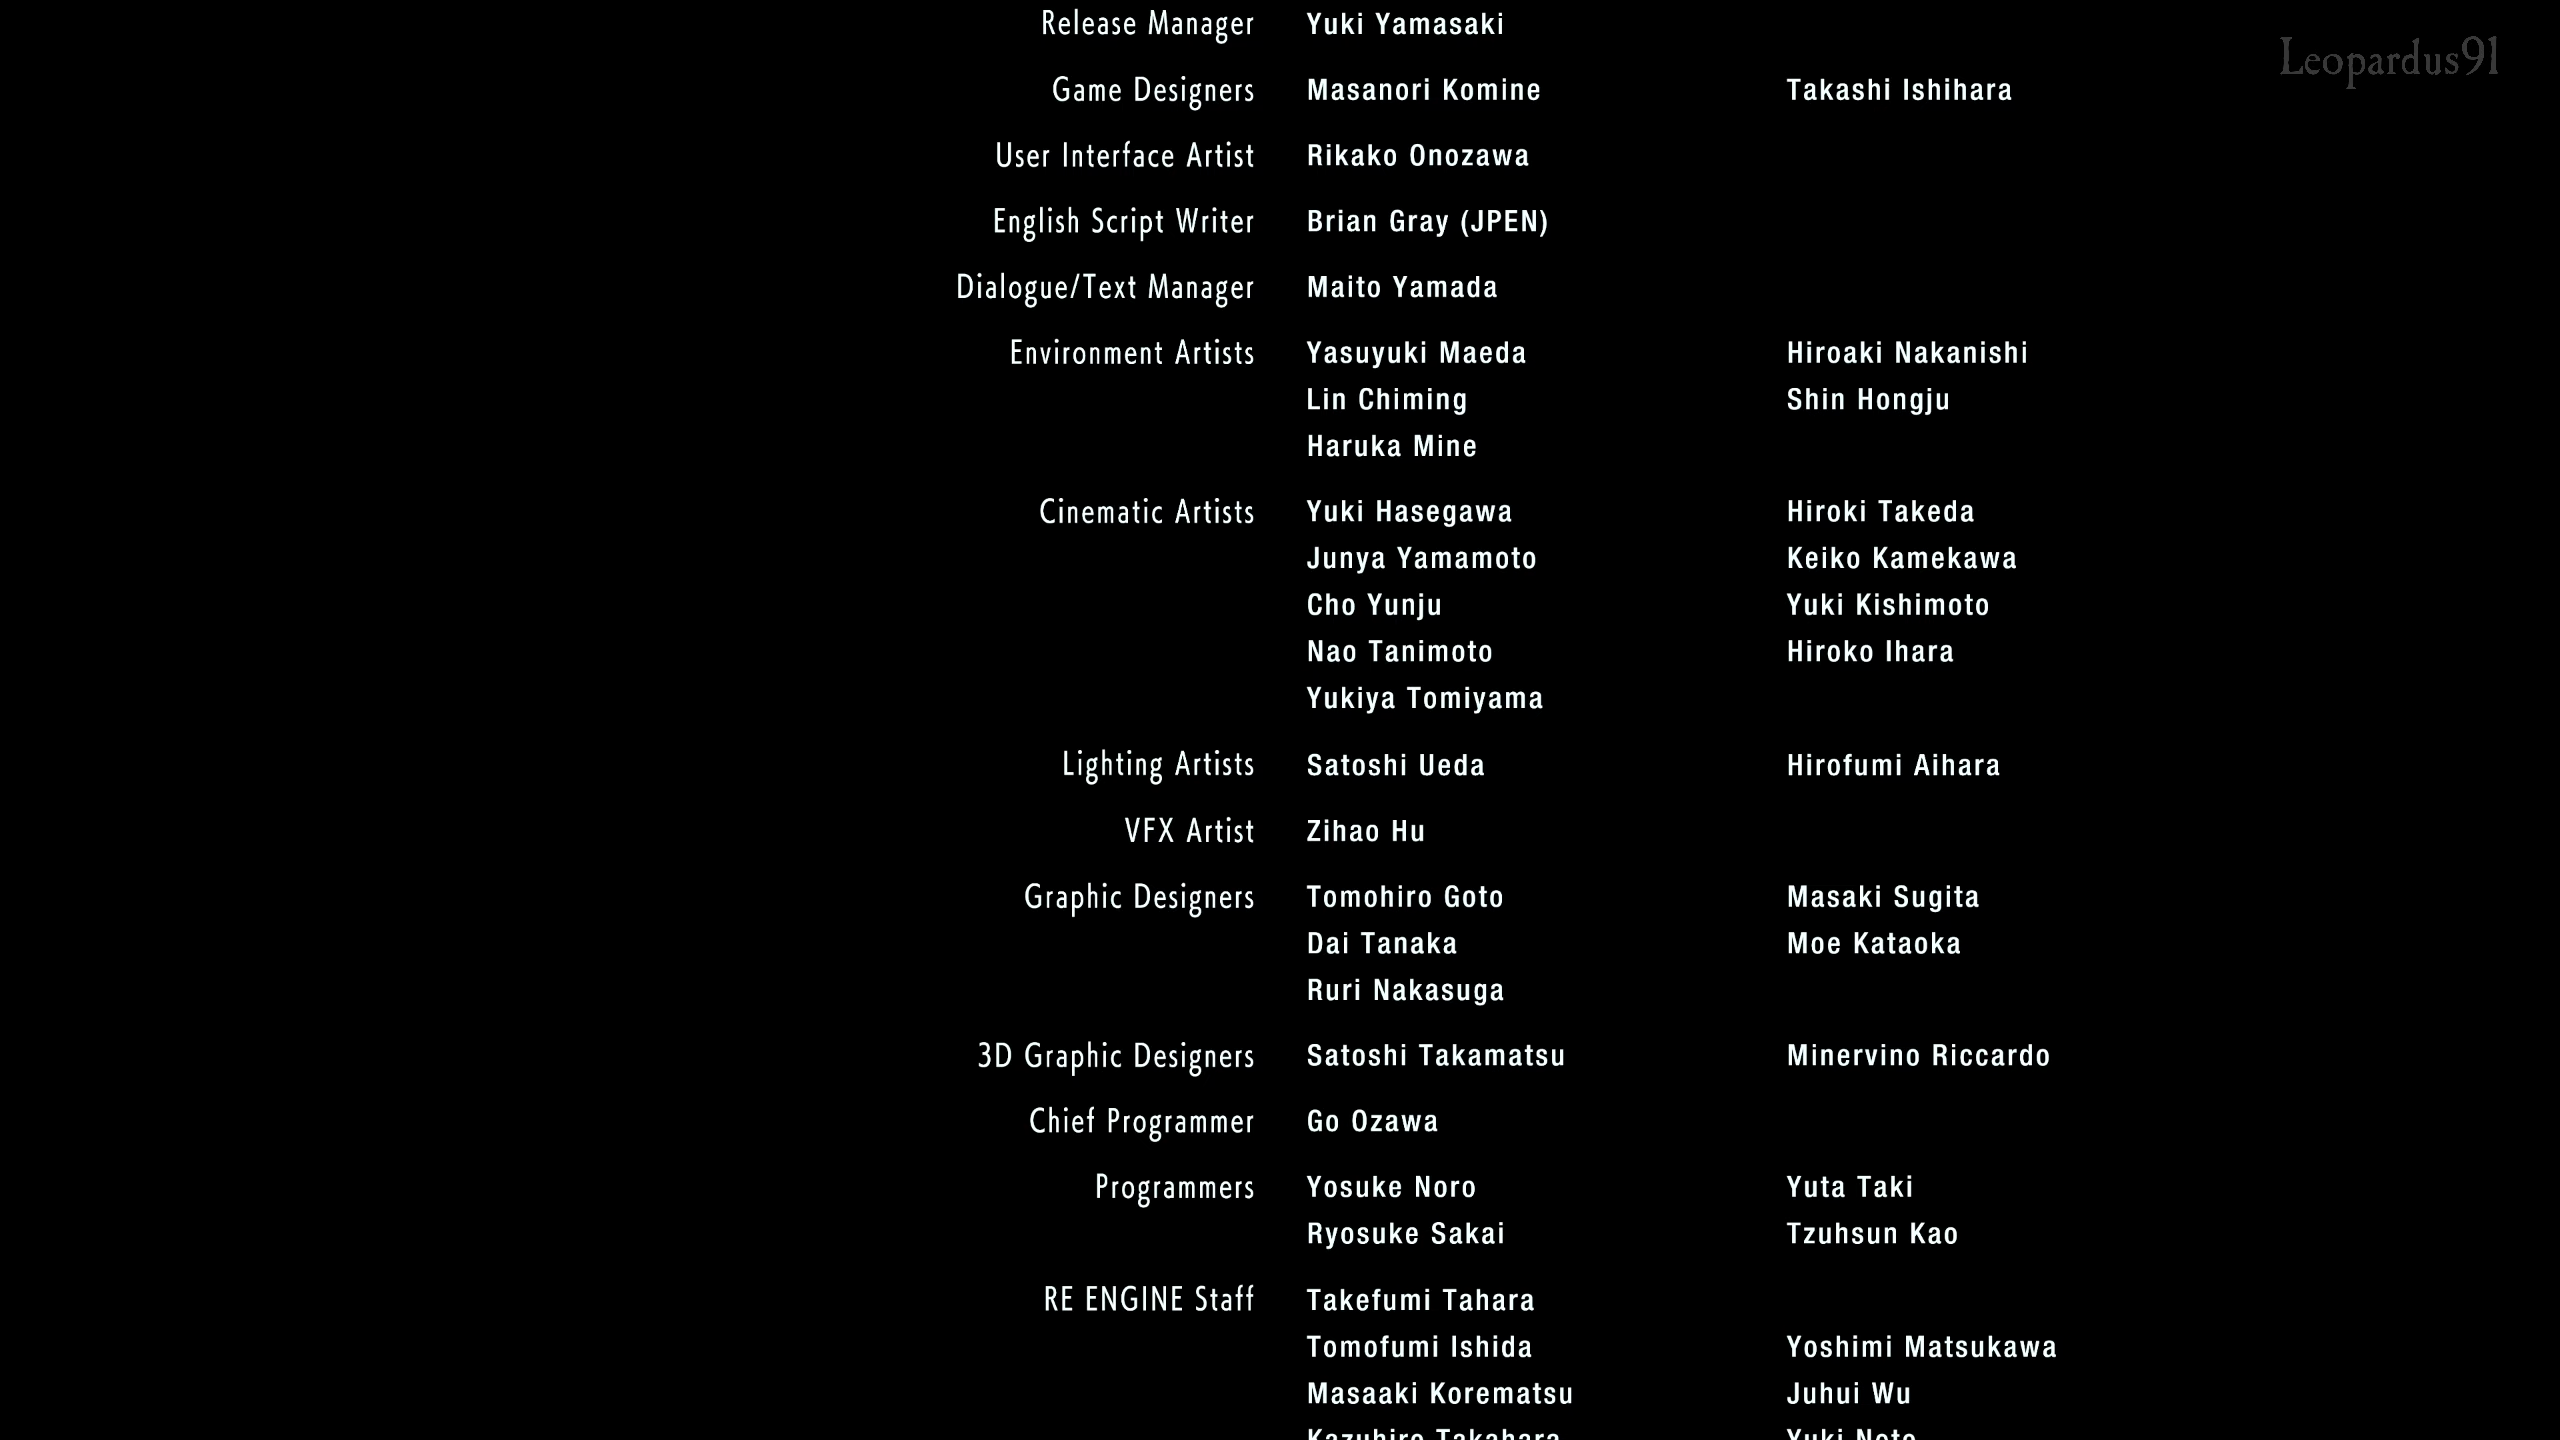 Release Manager Yuki Yamasaki
Leopardus91
Game Designers Masanori Komine Takashi Ishihara
User Interface Artist Rikako Onozawa
English Script Writer Brian Gray (JPEN)
Dialogue/Text Manager Maito Yamada
Environment Artists Yasuyuki Maeda Hiroaki Nakanishi
Lin Chiming Shin Hongju
Haruka Mine
Cinematic Artists Yuki Hasegawa Hiroki Takeda
Junya Yamamoto Keiko Kamekawa
Cho Yunju Yuki Kishimoto
Nao Tanimoto Hiroko Ihara
Yukiya Tomiyama
Lighting Artists Satoshi Ueda Hirofumi Aihara
VFX Artist Zihao Hu
Graphic Designers Tomohiro Goto Masaki Sugita
Dai Tanaka Moe Kataoka
Ruri Nakasuga
3D Graphic Designers Satoshi Takamatsu Minervino Riccardo
Chief Programmer Go Ozawa
Programmers Yosuke Noro Yuta Taki
Ryosuke Sakai Tzuhsun Kao
RE ENGINE Staff Takefumi Tahara
Tomofumi Ishida Yoshimi Matsukawa
Masaaki Korematsu Juhui Wu
Kazuhiro Takahara Yuki